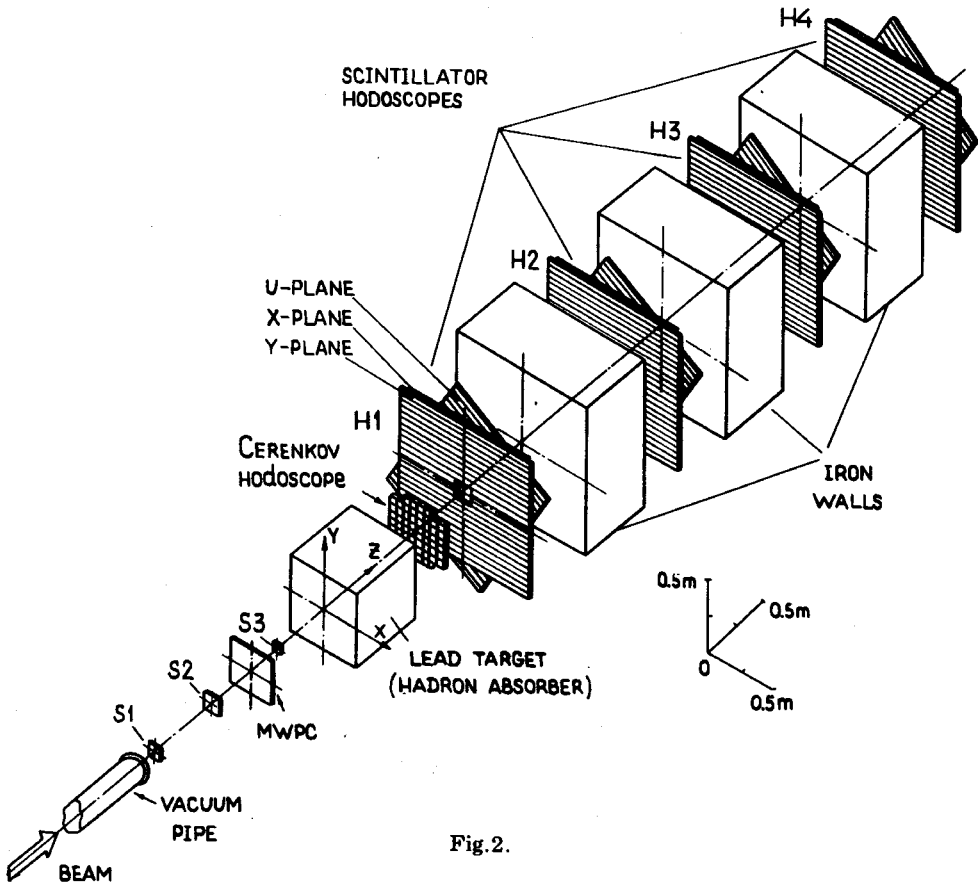 H4
SCINTILLATOR
HODOSCOPES
H3
H2
U-PLANE
X-PLANE
Y-PLANE
H1
CERENKOV
HODOSCOPE
IRON
WALLS
Y
Z
X
S3
LEAD TARGET
(HADRON ABSORBER)
0.5m
0.5m
0
0.5m
S2
MWPC
S1
VACUUM
PIPE
BEAM
Fig.2.